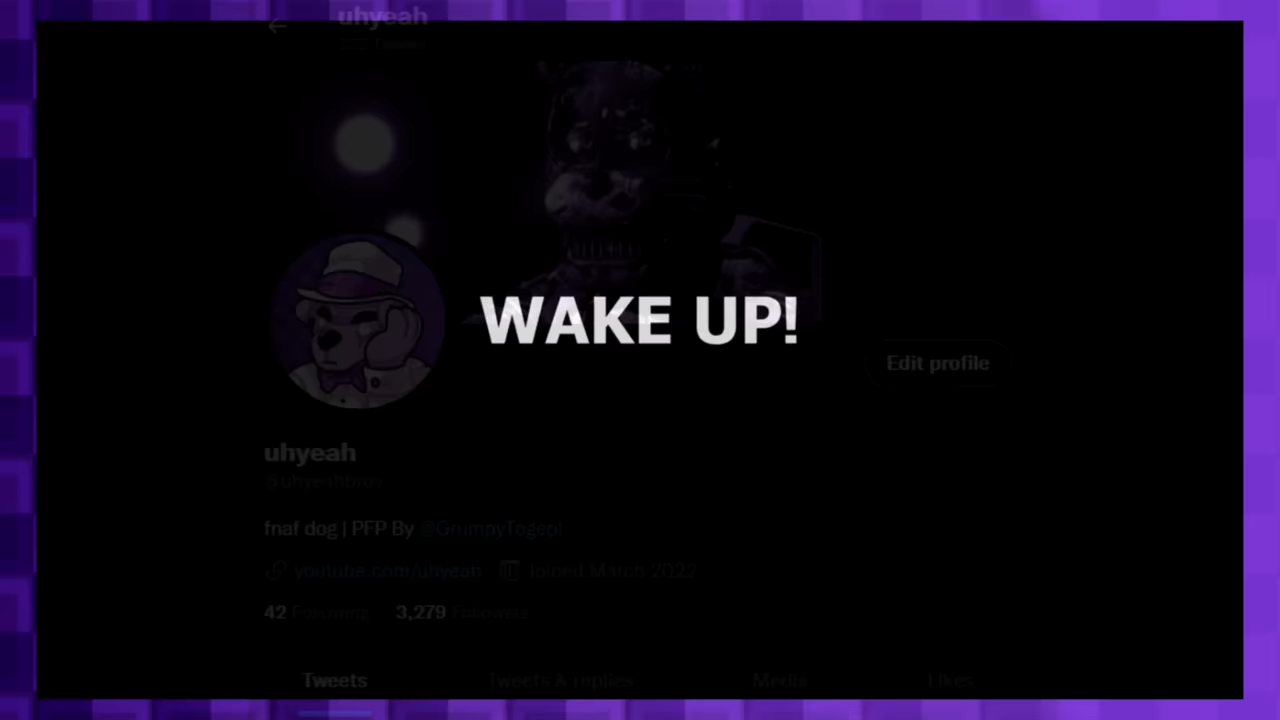 uhyeah
WAKE UP!
Edit profile
uhyeah
@uhyeahbruv
fnaf dog | PFP By @GrumpyTogepi
youtube.com/uhyeah Joined March 2022
42 Following 3,279 Followers
Tweets Tweets & replies Media Likes